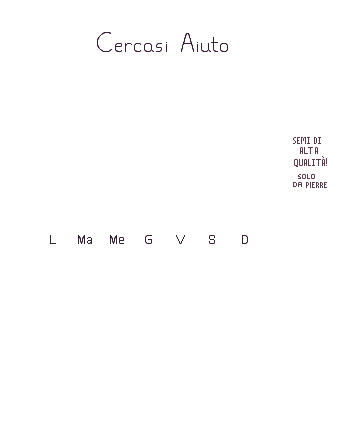 Cercasi Aiuto
SEMI DI
ALTA
QUALITÀ!
SOLO
DA PIERRE
L Ma Me G V S D